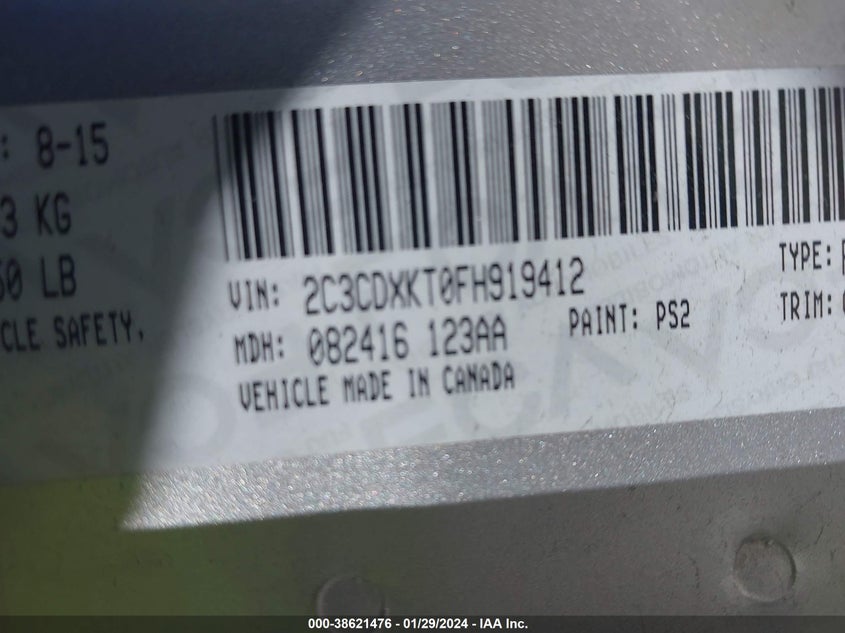 : 8-15
3 KG
50 LB
CLE SAFETY.
VIN: 2C3CDXKT0FH919412
TYPE:
MDH: 082416 123AA
PAINT: PS2
TRIM:
VEHICLE MADE IN CANADA
000-38621476 | 01/29/2024 - IAA Inc.